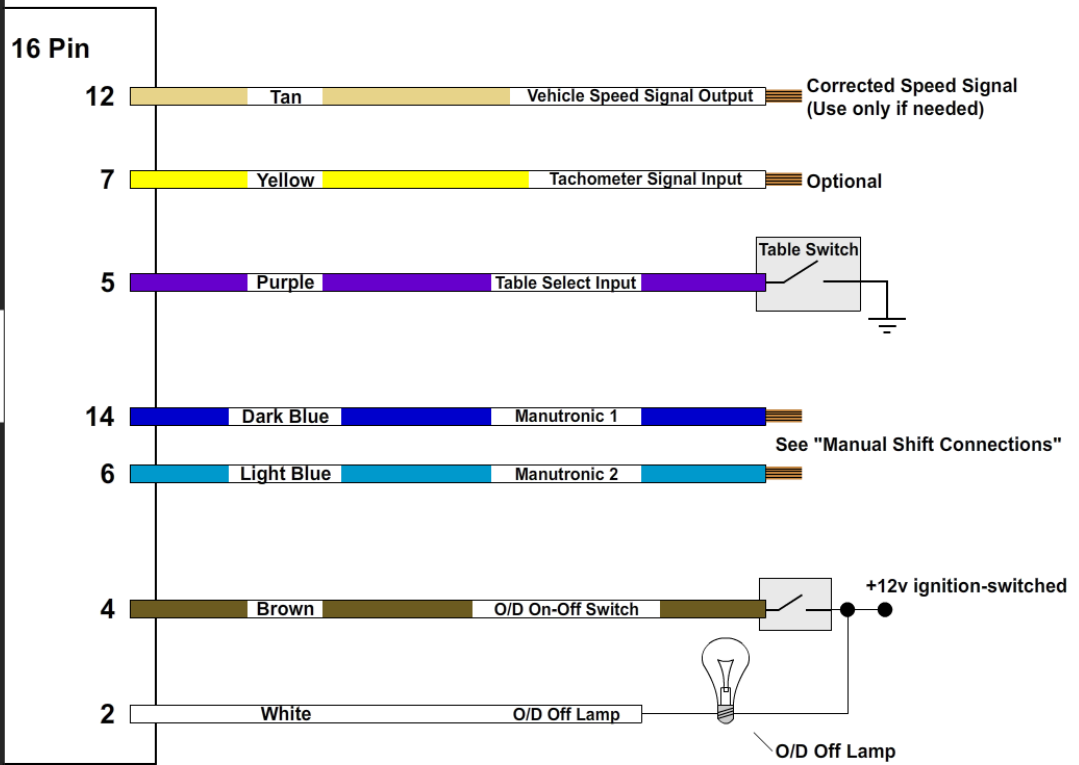 16 Pin
12 Tan Vehicle Speed Signal Output Corrected Speed Signal
(Use only if needed)
7 Yellow Tachometer Signal Input Optional
Table Switch
5 Purple Table Select Input
14 Dark Blue Manutronic 1
See "Manual Shift Connections"
6 Light Blue Manutronic 2
+12v ignition-switched
4 Brown O/D On-Off Switch
2 White O/D Off Lamp
O/D Off Lamp